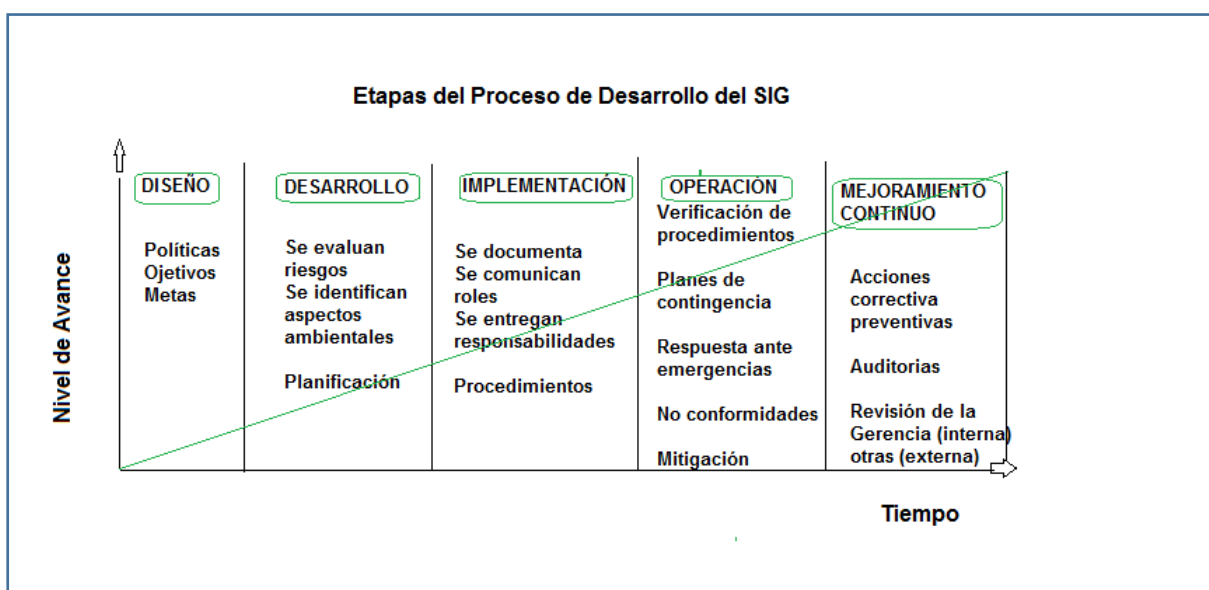 Etapas del Proceso de Desarrollo del SIG
Nivel de Avance
DISEÑO
Políticas
Ojetivos
Metas
DESARROLLO
Se evaluan
riesgos
Se identifican
aspectos
ambientales
Planificación
IMPLEMENTACIÓN
Se documenta
Se comunican
roles
Se entregan
responsabilidades
Procedimientos
OPERACIÓN
Verificación de
procedimientos
Planes de
contingencia
Respuesta ante
emergencias
No conformidades
Mitigación
MEJORAMIENTO
CONTINUO
Acciones
correctiva
preventivas
Auditorias
Revisión de la
Gerencia (interna)
otras (externa)
Tiempo